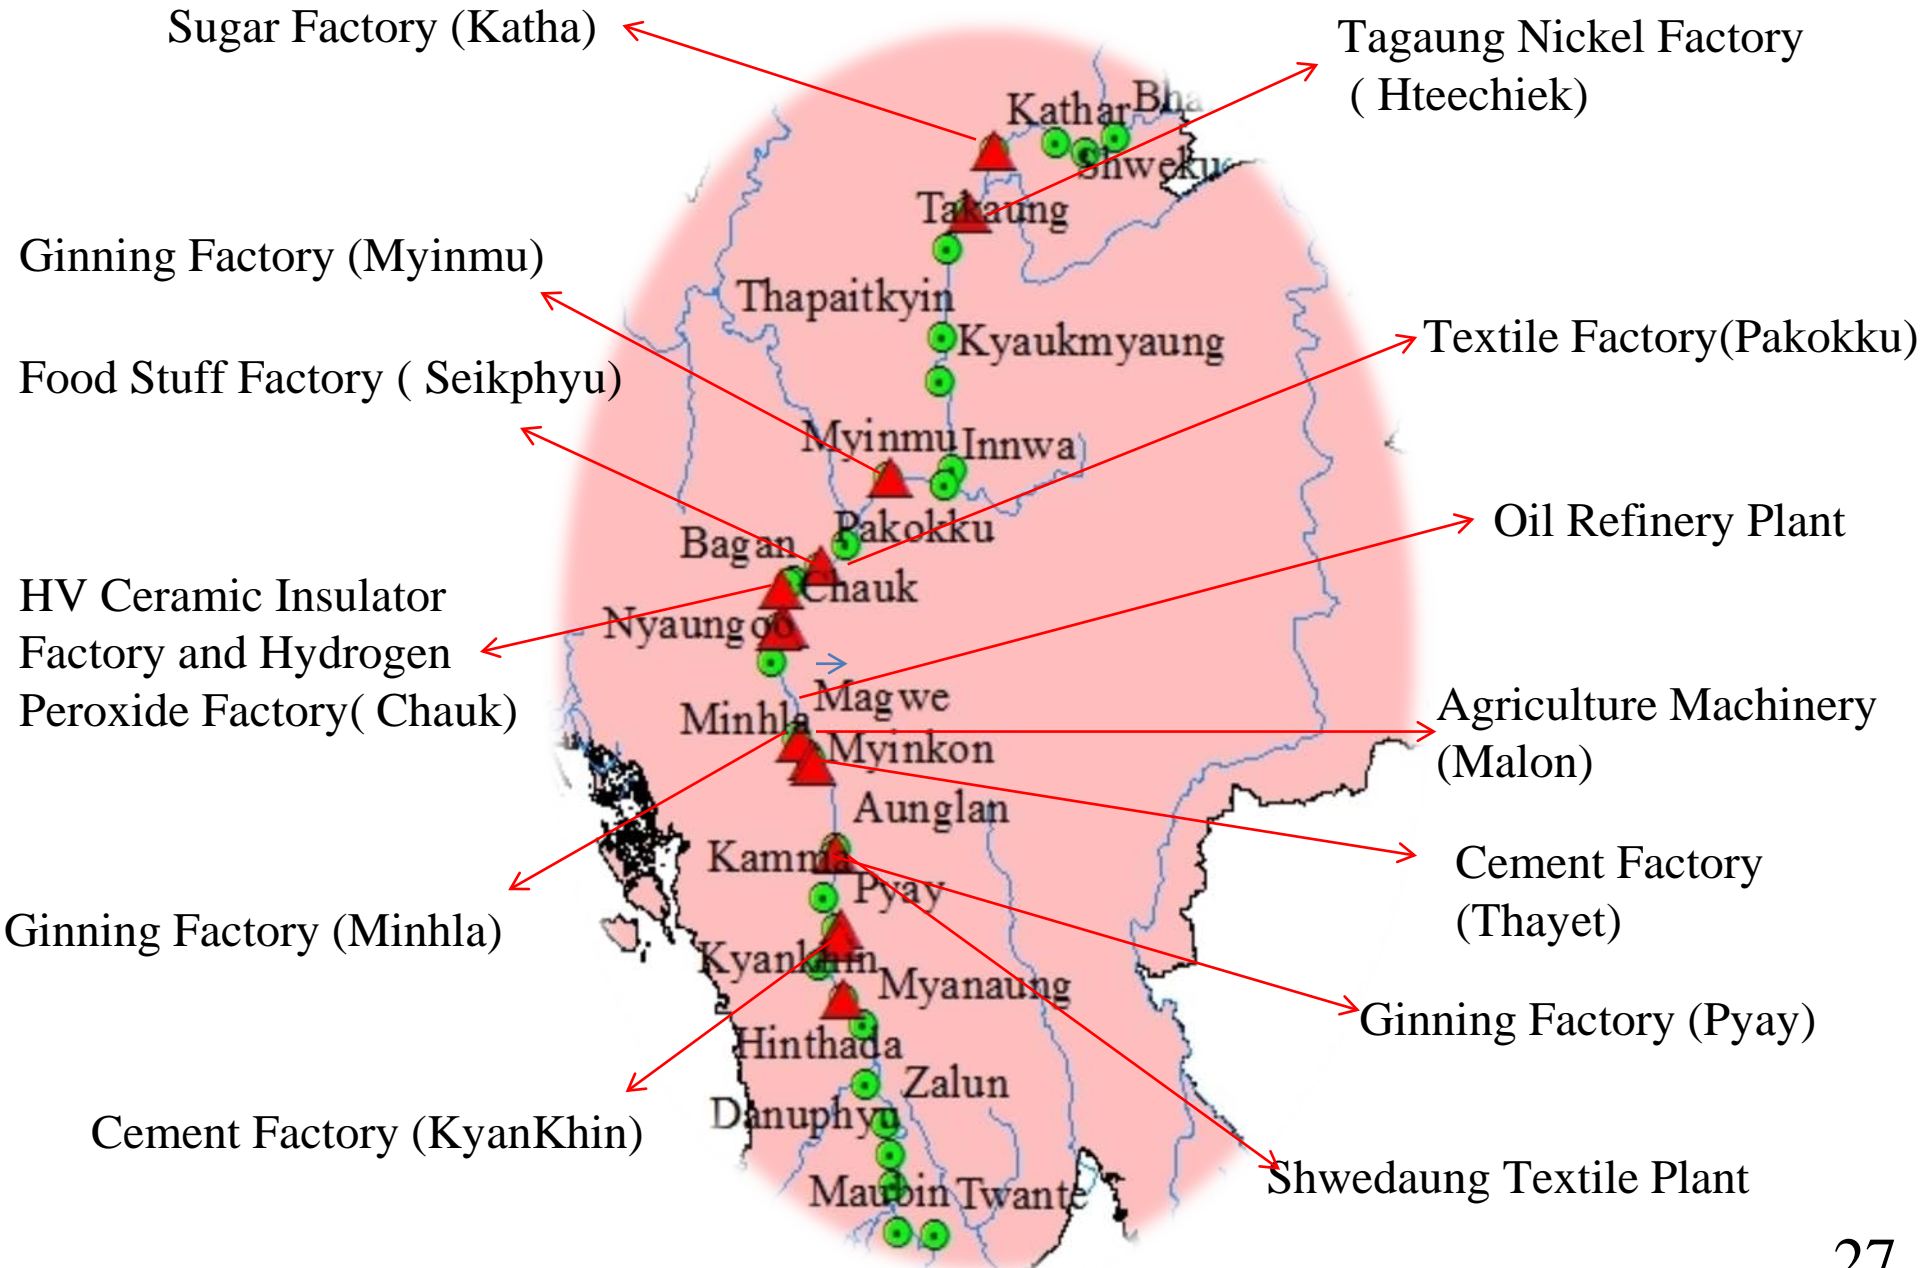 Sugar Factory (Katha)
Tagaung Nickel Factory
( Hteechiek)
Kathar
Bha
Shweku
Takaung
Ginning Factory (Myinmu)
Thapaitkyin
Kyaukmyaung
Textile Factory(Pakokku)
Food Stuff Factory ( Seikphyu)
Myinmu
Innwa
Oil Refinery Plant
Pakokku
Bagan
Chauk
HV Ceramic Insulator
Factory and Hydrogen
Peroxide Factory( Chauk)
Nyaungoo
Magwe
Minhla
Agriculture Machinery
(Malon)
Myinkon
Aunglan
Kamma
Cement Factory
(Thayet)
Pyay
Ginning Factory (Minhla)
Kyankhin
Myanaung
Ginning Factory (Pyay)
Hinthada
Zalun
Danuphyu
Cement Factory (KyanKhin)
Maubin
Twante
Shwedaung Textile Plant
27